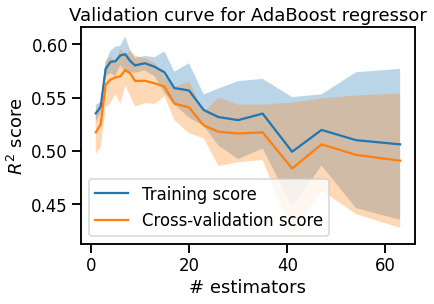 Validation curve for AdaBoost regressor
0.60
0.55
0.50
0.45
R² score
Training score
Cross-validation score
0 20 40 60
# estimators